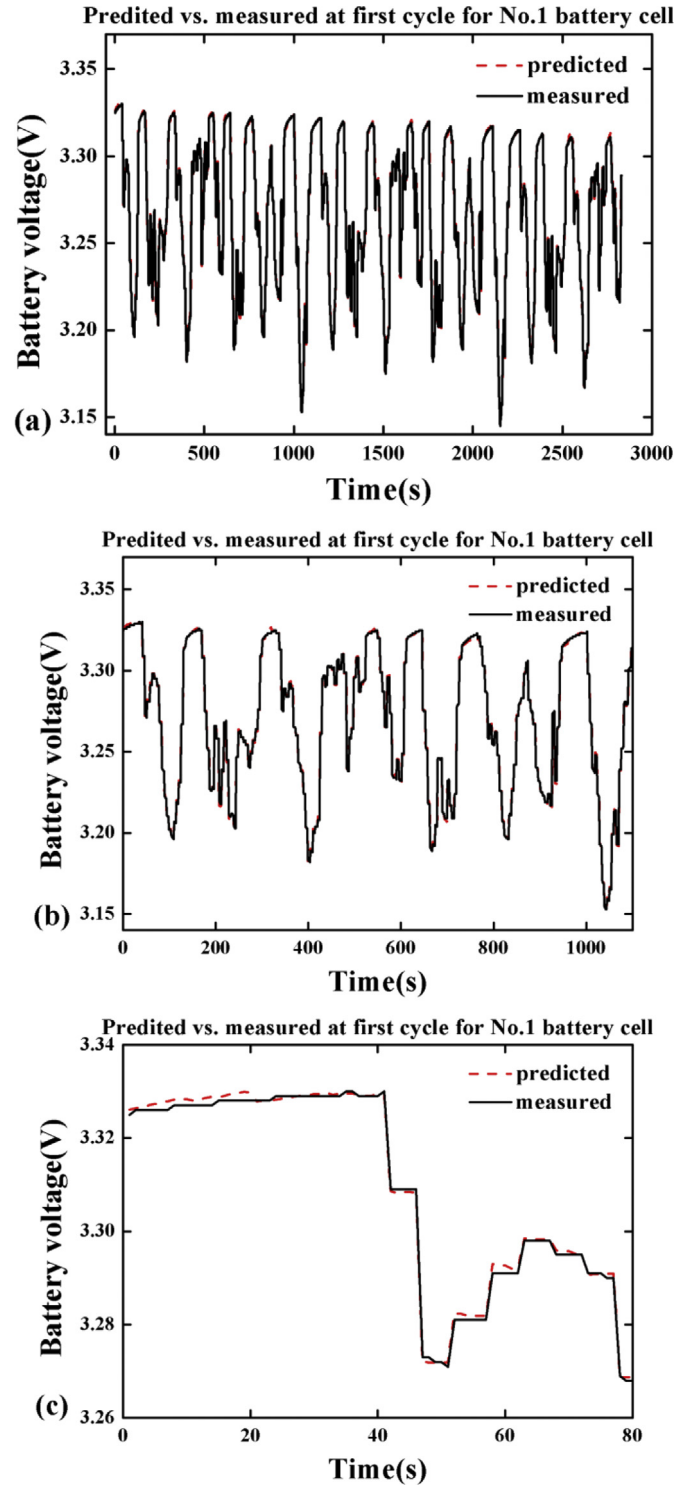 Predited vs. measured at first cycle for No.1 battery cell
predicted
measured
Battery voltage(V)
3.35
3.30
3.25
3.20
3.15
0 500 1000 1500 2000 2500 3000
Time(s)
(a)
Predited vs. measured at first cycle for No.1 battery cell
predicted
measured
Battery voltage(V)
3.35
3.30
3.25
3.20
3.15
0 200 400 600 800 1000
Time(s)
(b)
Predited vs. measured at first cycle for No.1 battery cell
predicted
measured
Battery voltage(V)
3.34
3.32
3.30
3.28
3.26
0 20 40 60 80
Time(s)
(c)